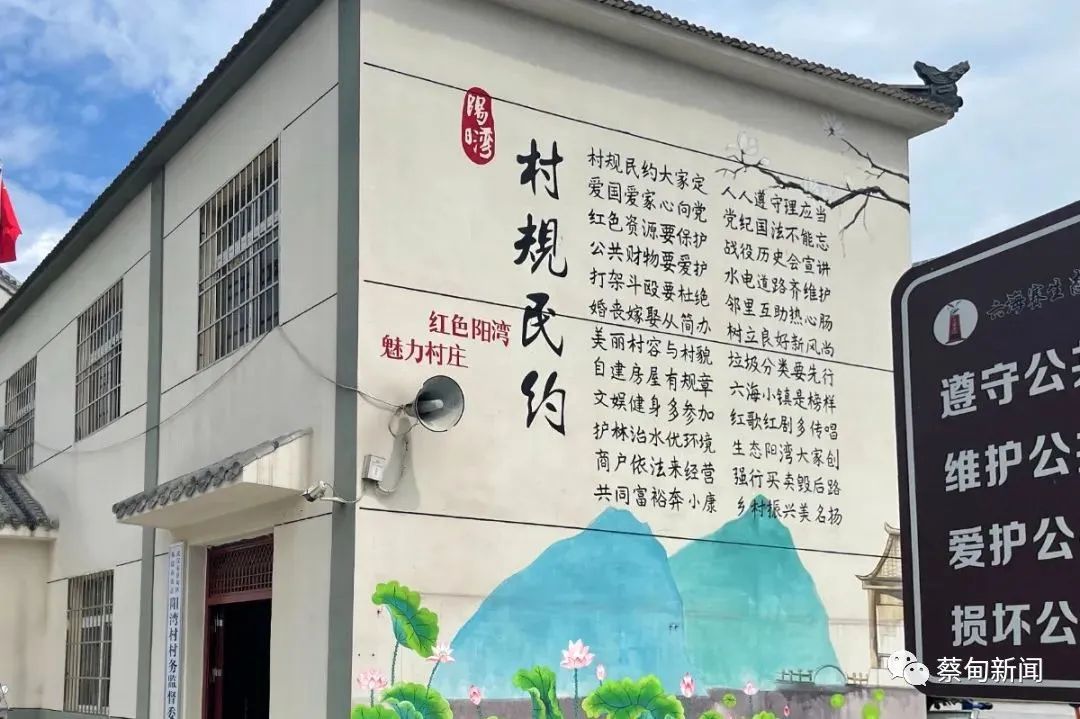 阳湾
村规民约
村规民约大家定 人人遵守理应当
爱国爱家心向党 党纪国法不能忘
红色资源要保护 战役历史会宣讲
公共财物要爱护 水电道路齐维护
打架斗殴要杜绝 邻里互助热心肠
婚丧嫁娶从简办 树立良好新风尚
美丽村容与村貌 垃圾分类要先行
自建房屋有规章 六海小镇是榜样
文娱健身多参加 红歌红剧多传唱
护林治水优环境 生态阳湾大家创
商户依法来经营 强行买卖毁后路
共同富裕奔小康 乡村振兴美名扬
红色阳湾
魅力村庄
阳湾村村务监督委
六海赛生
遵守公共
维护公共
爱护公
损坏公
蔡甸新闻